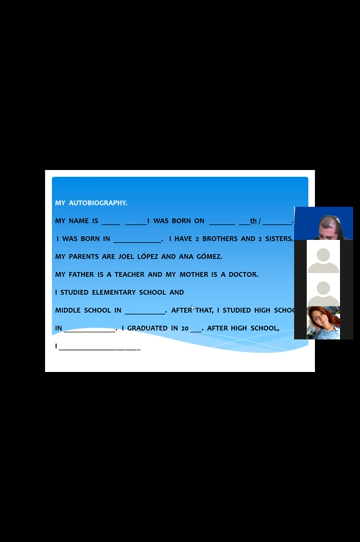 MY AUTOBIOGRAPHY.
MY NAME IS _____ ______I WAS BORN ON _______ ___th / ________.
I WAS BORN IN _____________. I HAVE 2 BROTHERS AND 2 SISTERS.
MY PARENTS ARE JOEL LÓPEZ AND ANA GÓMEZ.
MY FATHER IS A TEACHER AND MY MOTHER IS A DOCTOR.
I STUDIED ELEMENTARY SCHOOL AND
MIDDLE SCHOOL IN ___________. AFTER THAT, I STUDIED HIGH SCHOO
IN ______________. I GRADUATED IN 20 ___. AFTER HIGH SCHOOL,
I ______________________